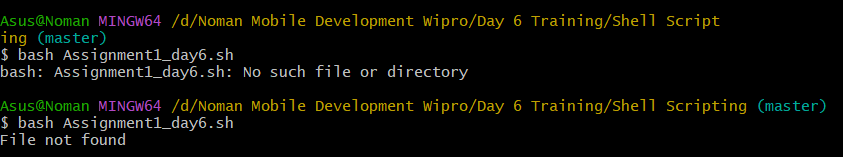 Asus@Noman MINGW64 /d/Noman Mobile Development Wipro/Day 6 Training/Shell Script
ing (master)
$ bash Assignment1_day6.sh
bash: Assignment1_day6.sh: No such file or directory
Asus@Noman MINGW64 /d/Noman Mobile Development Wipro/Day 6 Training/Shell Scripting (master)
$ bash Assignment1_day6.sh
File not found